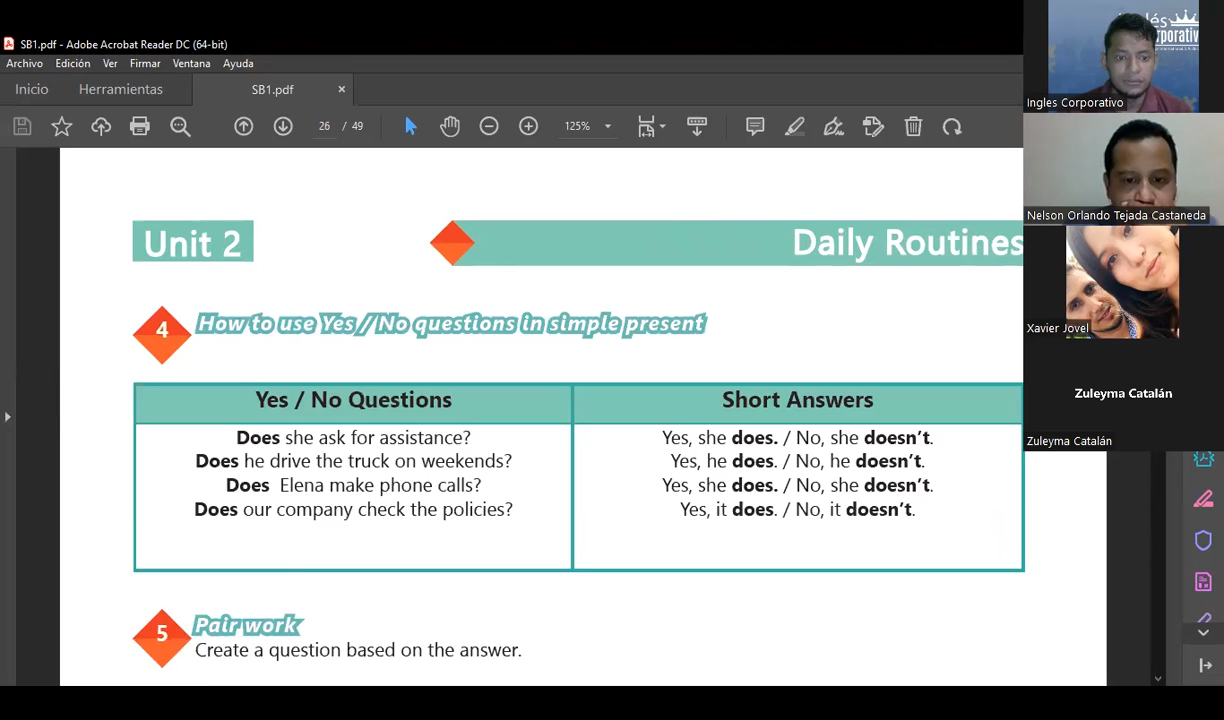 SB1.pdf - Adobe Acrobat Reader DC (64-bit)
Archivo Edición Ver Firmar Ventana Ayuda
Inicio Herramientas SB1.pdf ×
26 / 49 125%
Unit 2 Daily Routines
4 How to use Yes / No questions in simple present
Yes / No Questions Short Answers
Does she ask for assistance? Yes, she does. / No, she doesn't.
Does he drive the truck on weekends? Yes, he does. / No, he doesn't.
Does Elena make phone calls? Yes, she does. / No, she doesn't.
Does our company check the policies? Yes, it does. / No, it doesn't.
5 Pair work
Create a question based on the answer.
Ingles Corporativo
Nelson Orlando Tejada Castaneda
Xavier Jovel
Zuleyma Catalán
Zuleyma Catalán